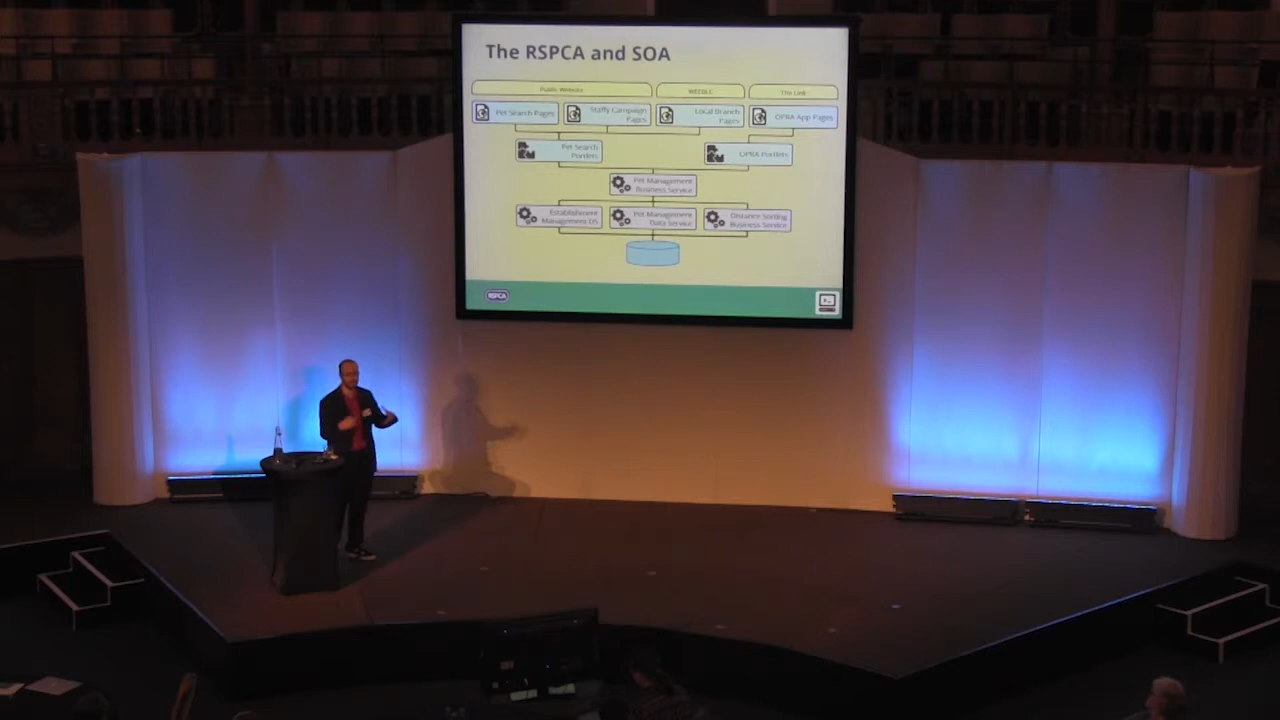 The RSPCA and SOA
Public Website
WEEBLE
The Link
Pet Search Pages
Staffy Campaign
Pages
Local Branch
Pages
OPRA App Pages
Pet Search
Portlets
OPRA Portlets
Pet Management
Business Service
Establishment
Management DS
Pet Management
Data Service
Distance Sorting
Business Service
RSPCA